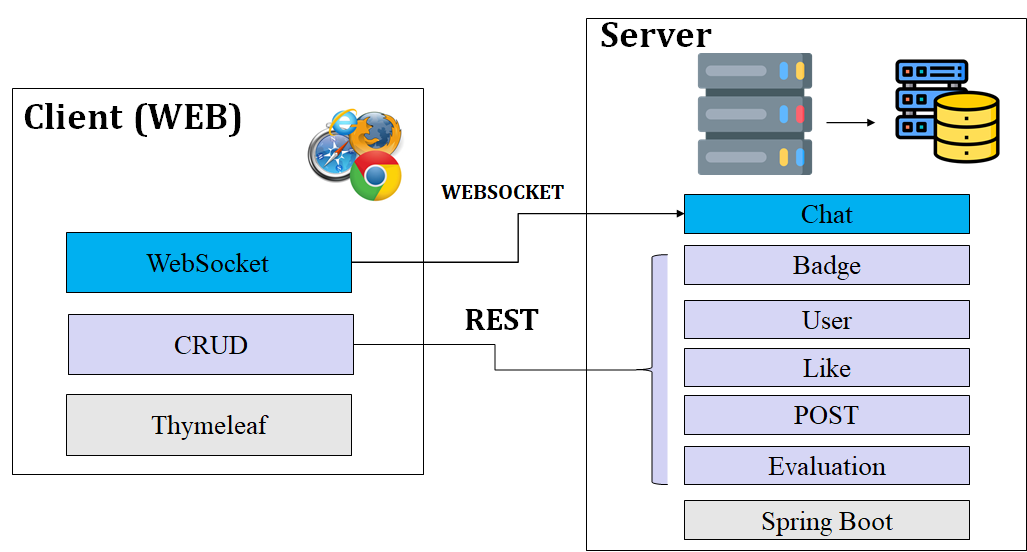 Client (WEB)
WebSocket
CRUD
Thymeleaf
WEBSOCKET
REST
Server
Chat
Badge
User
Like
POST
Evaluation
Spring Boot